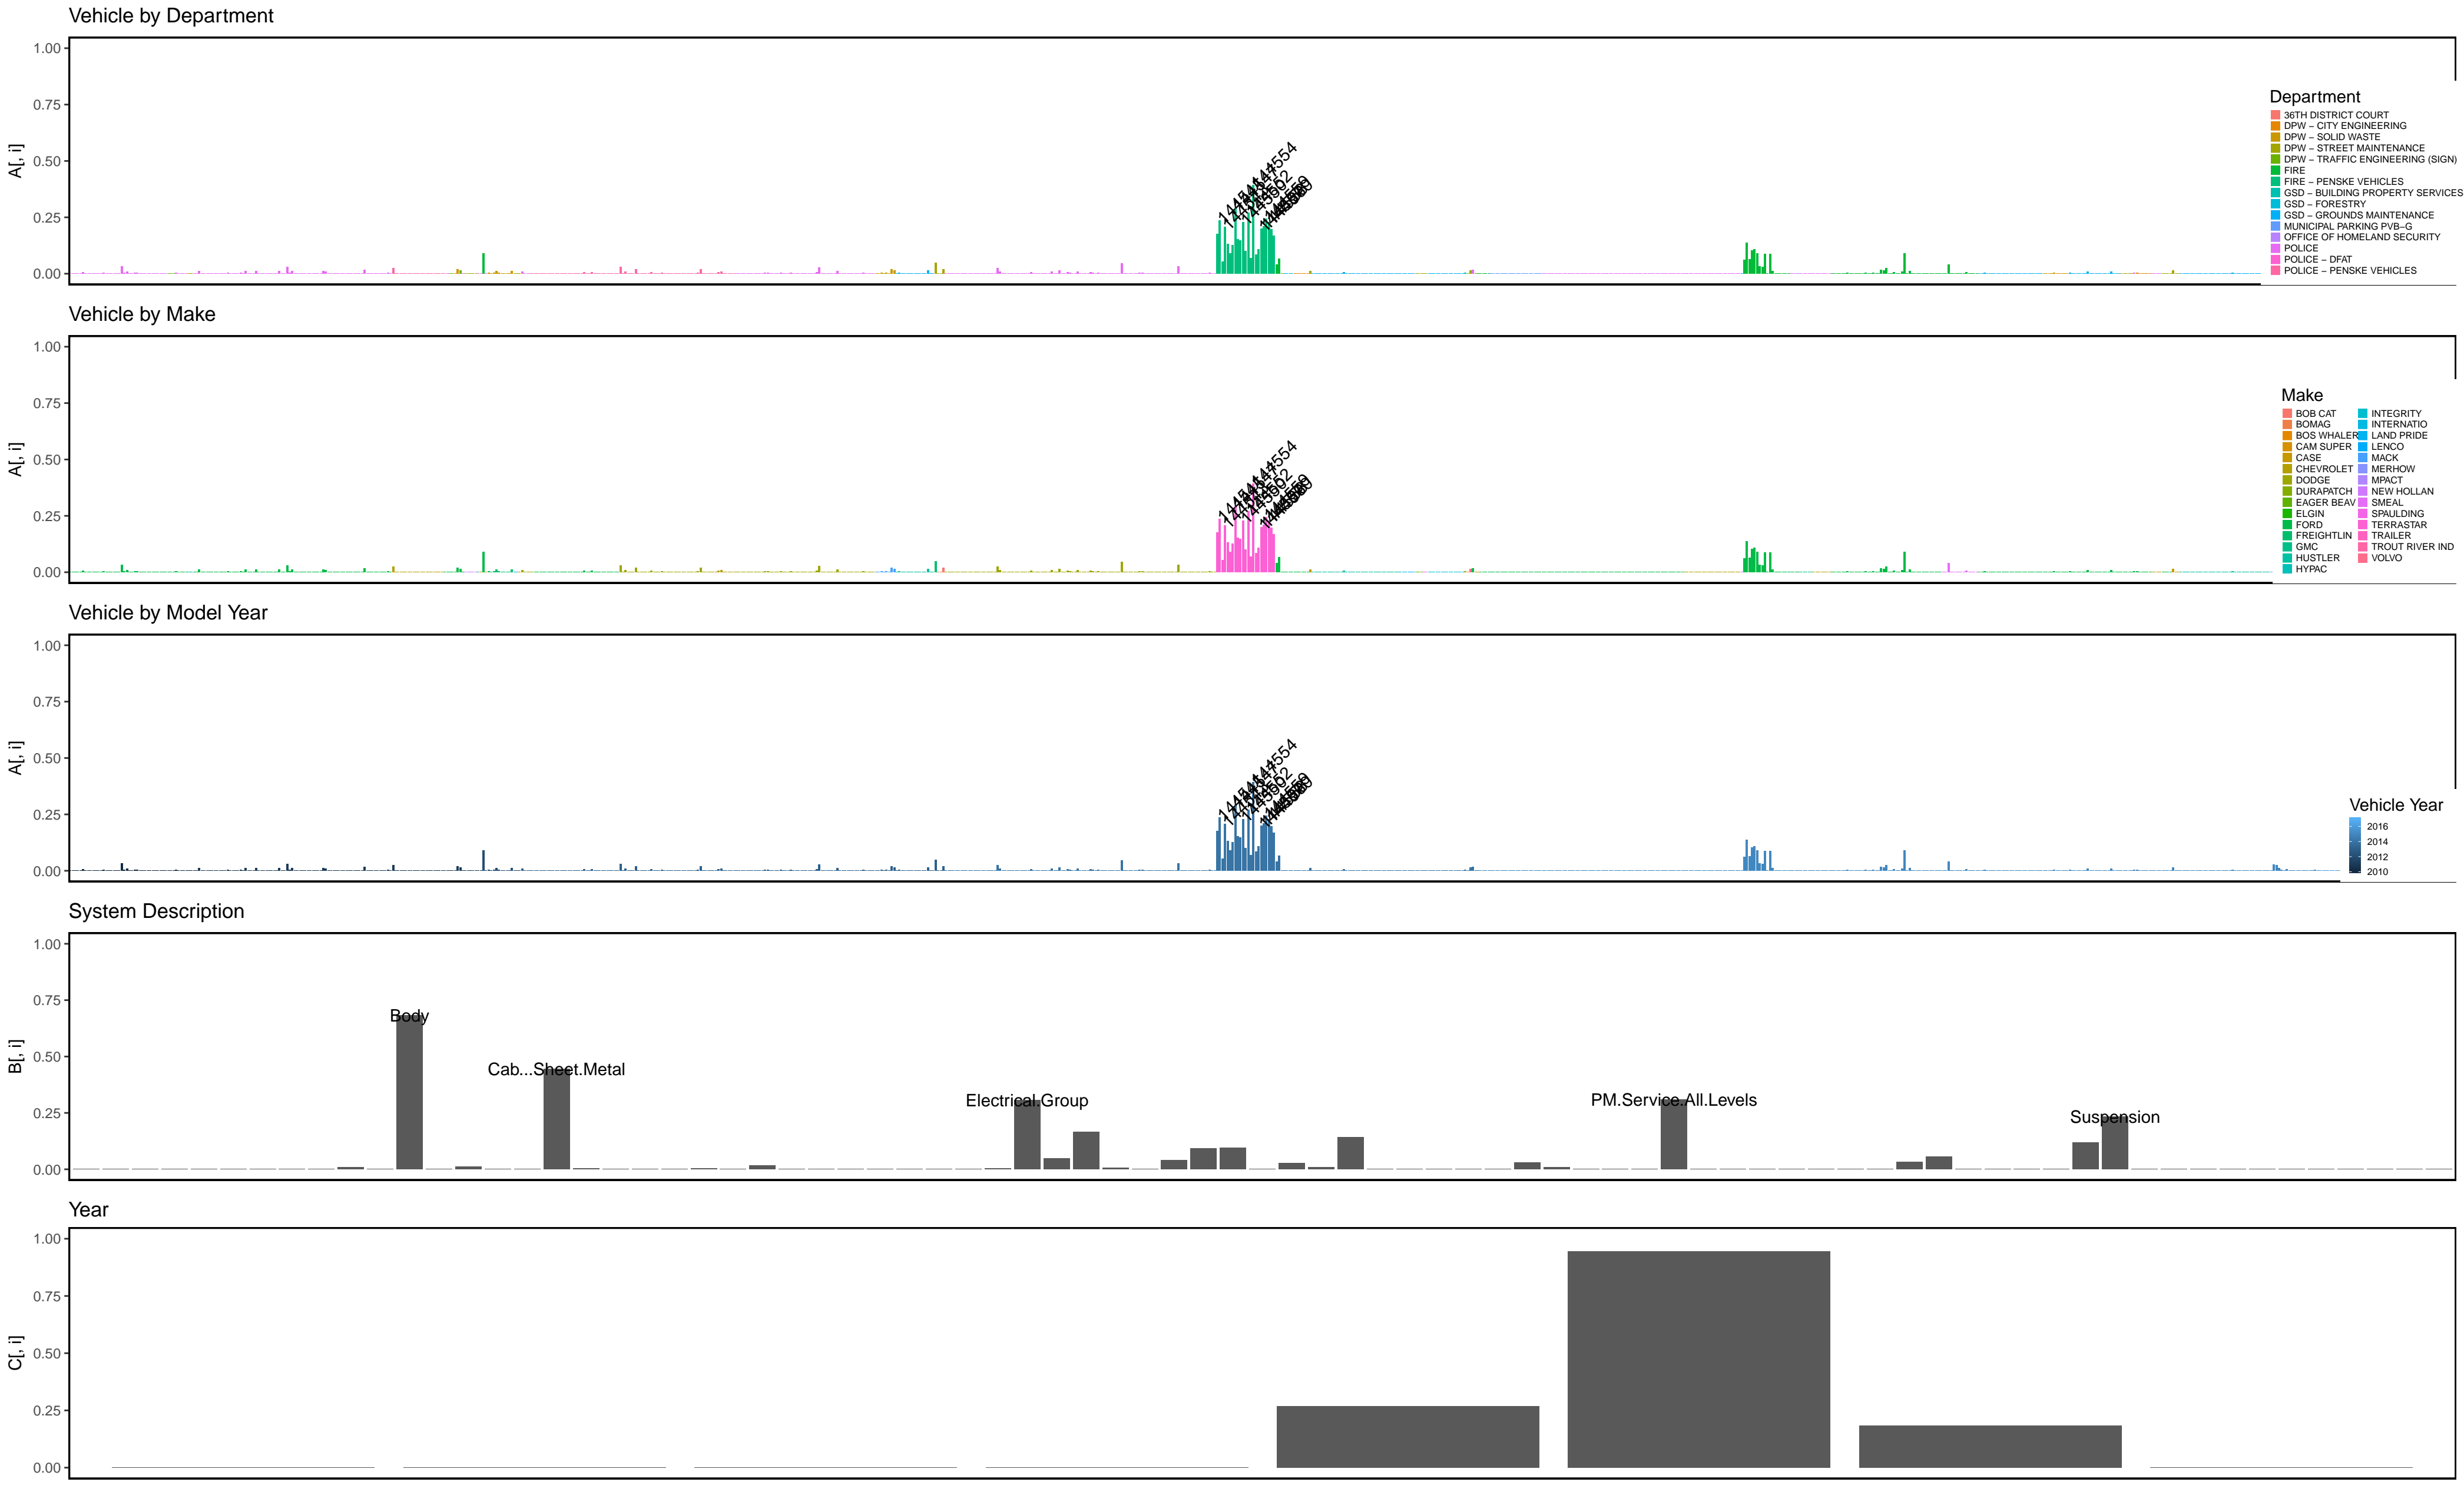 Vehicle by Department
A[, i]
1.00
0.75
0.50
0.25
0.00
Department
36TH DISTRICT COURT
DPW – CITY ENGINEERING
DPW – SOLID WASTE
DPW – STREET MAINTENANCE
DPW – TRAFFIC ENGINEERING (SIGN)
FIRE
FIRE – PENSKE VEHICLES
GSD – BUILDING PROPERTY SERVICES
GSD – FORESTRY
GSD – GROUNDS MAINTENANCE
MUNICIPAL PARKING PVB–G
OFFICE OF HOMELAND SECURITY
POLICE
POLICE – DFAT
POLICE – PENSKE VEHICLES
Vehicle by Make
A[, i]
1.00
0.75
0.50
0.25
0.00
Make
BOB CAT
BOMAG
BOS WHALER
CAM SUPER
CASE
CHEVROLET
DODGE
DURAPATCH
EAGER BEAV
ELGIN
FORD
FREIGHTLIN
GMC
HUSTLER
HYPAC
INTEGRITY
INTERNATIO
LAND PRIDE
LENCO
MACK
MERHOW
MPACT
NEW HOLLAN
SMEAL
SPAULDING
TERRASTAR
TRAILER
TROUT RIVER IND
VOLVO
Vehicle by Model Year
A[, i]
1.00
0.75
0.50
0.25
0.00
Vehicle Year
2016
2014
2012
2010
System Description
B[, i]
1.00
0.75
0.50
0.25
0.00
Body
Cab...Sheet.Metal
Electrical.Group
PM.Service.All.Levels
Suspension
Year
C[, i]
1.00
0.75
0.50
0.25
0.00